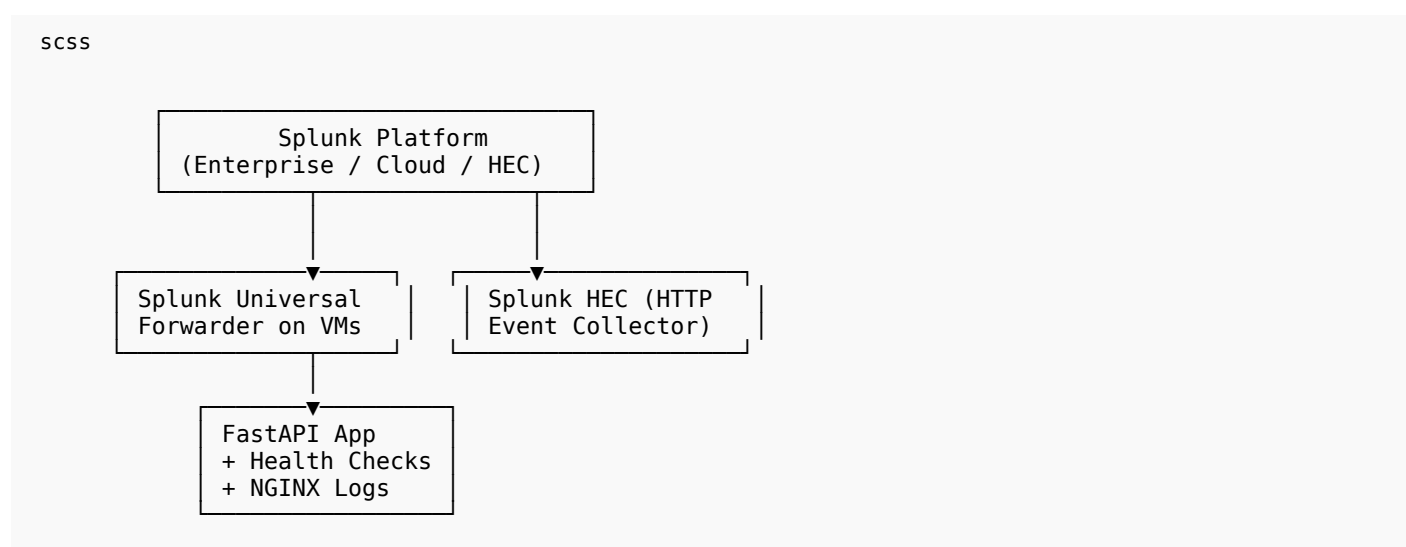 scss
Splunk Platform
(Enterprise / Cloud / HEC)
Splunk Universal
Forwarder on VMs
Splunk HEC (HTTP
Event Collector)
FastAPI App
+ Health Checks
+ NGINX Logs